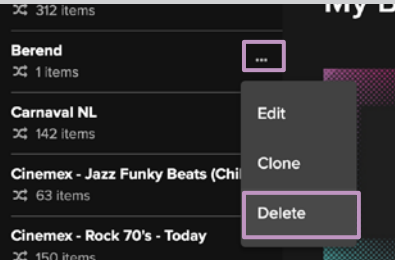 312 items
My B
Berend
...
1 items
Edit
Carnaval NL
142 items
Clone
Cinemex - Jazz Funky Beats (Chi
63 items
Delete
Cinemex - Rock 70's - Today
150 items